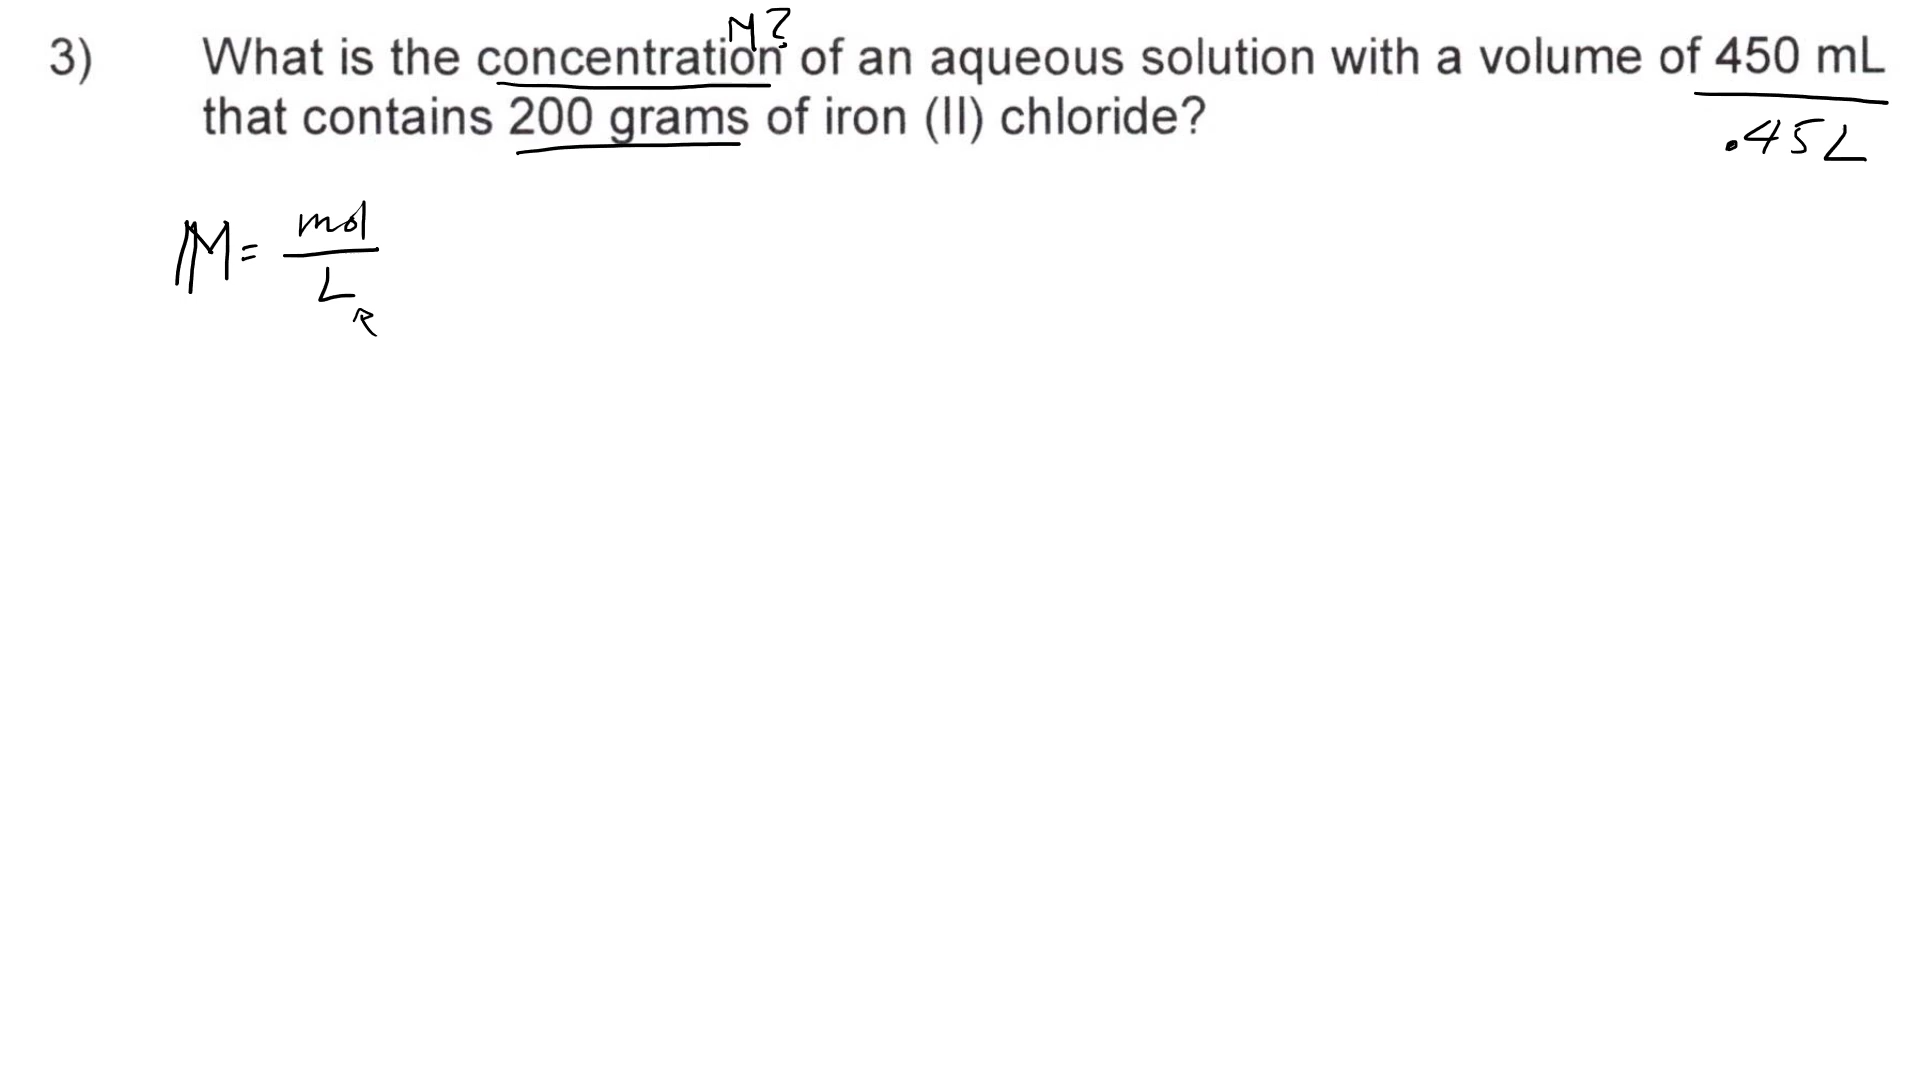 M?
3) What is the concentration of an aqueous solution with a volume of 450 mL
that contains 200 grams of iron (II) chloride?
.45L
M = mol
L